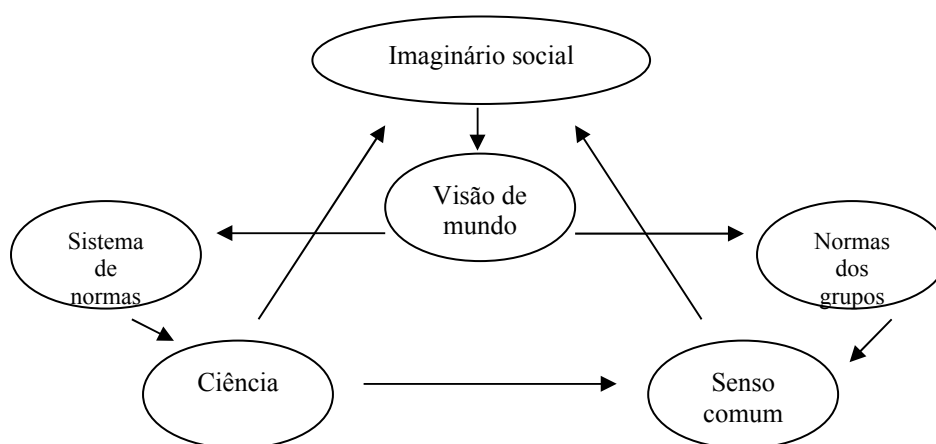 Imaginário social
Visão de
mundo
Sistema
de
normas
Normas
dos
grupos
Ciência
Senso
comum